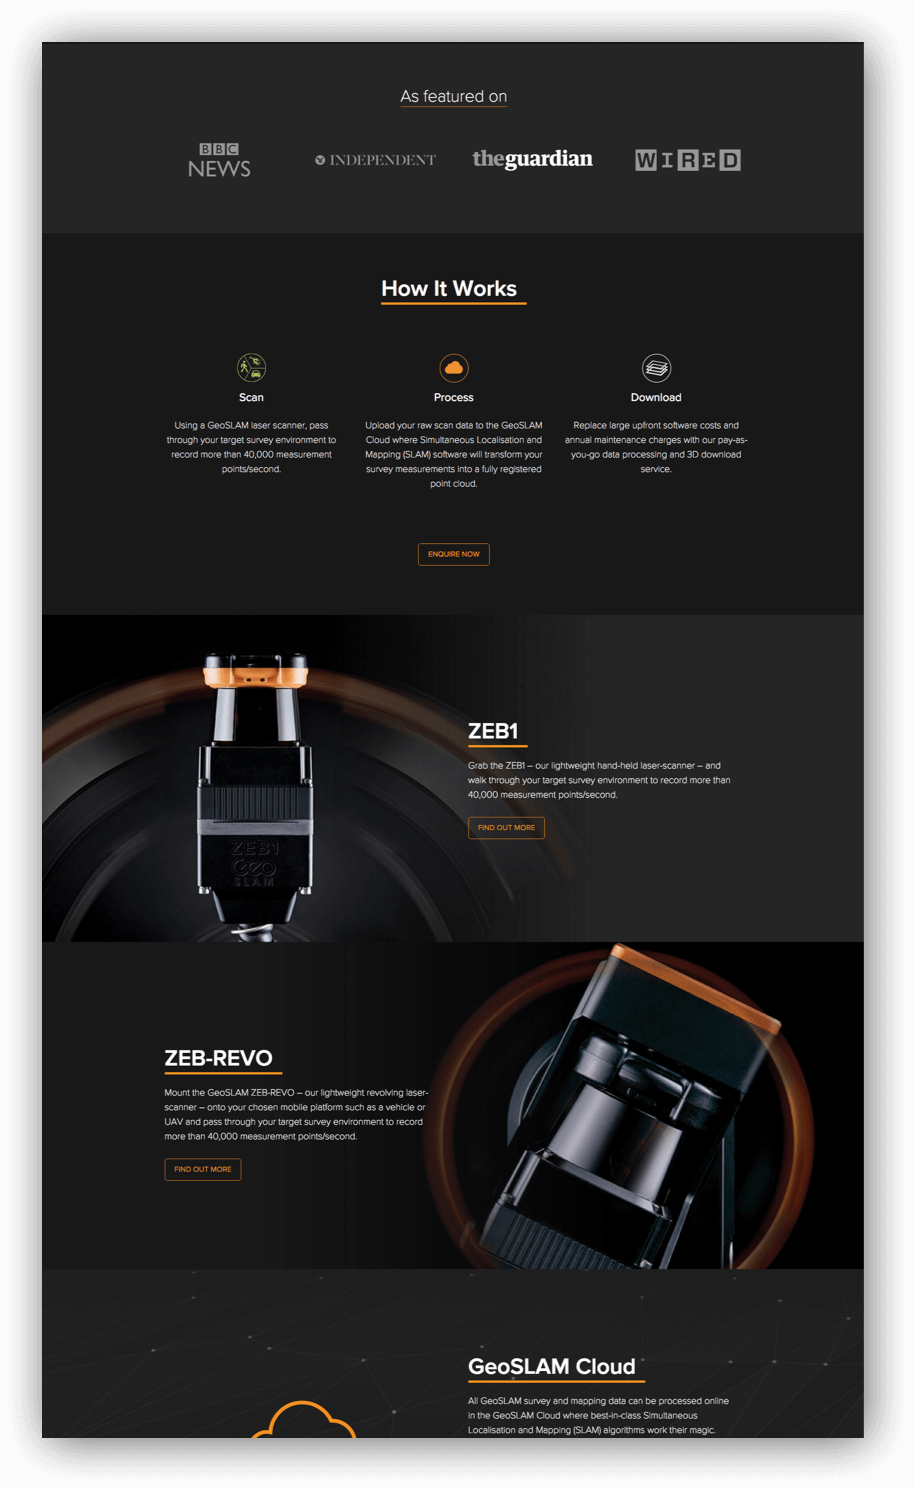 As featured on
BBC
NEWS
INDEPENDENT
theguardian
WIRED
How It Works
Scan
Using a GeoSLAM laser scanner, pass
through your target survey environment to
record more than 40,000 measurement
points/second.
Process
Upload your raw scan data to the GeoSLAM
Cloud where Simultaneous Localisation and
Mapping (SLAM) software will transform your
survey measurements into a fully registered
point cloud.
Download
Replace large upfront software costs and
annual maintenance charges with our pay-as-
you-go data processing and 3D download
service.
ENQUIRE NOW
ZEB1
Geo
SLAM
ZEB1
Grab the ZEB1 – our lightweight hand-held laser-scanner – and
walk through your target survey environment to record more than
40,000 measurement points/second.
FIND OUT MORE
ZEB-REVO
Mount the GeoSLAM ZEB-REVO – our lightweight revolving laser-
scanner – onto your chosen mobile platform such as a vehicle or
UAV and pass through your target survey environment to record
more than 40,000 measurement points/second.
FIND OUT MORE
GeoSLAM Cloud
All GeoSLAM survey and mapping data can be processed online
in the GeoSLAM Cloud where best-in-class Simultaneous
Localisation and Mapping (SLAM) algorithms work their magic.